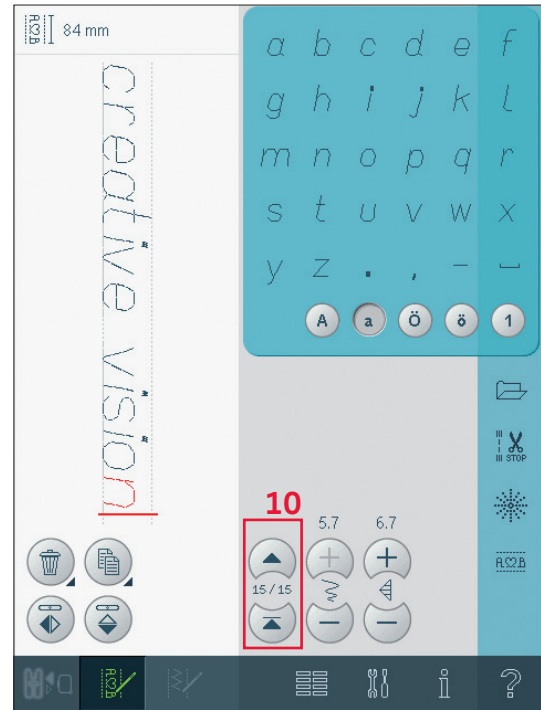 84 mm
creative vision
a b c d e f
g h i j k l
m n o p q r
s t u v w x
y z . , - ⎵
A a Ö ö 1
STOP
10
5.7 6.7
15/15
A♡B
A♡B
i ?